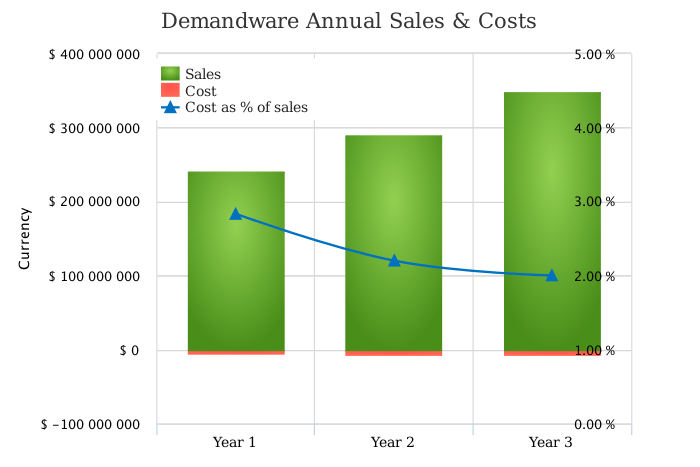 Demandware Annual Sales & Costs
$ 400 000 000
5.00 %
Sales
Cost
Cost as % of sales
$ 300 000 000
4.00 %
$ 200 000 000
3.00 %
Currency
$ 100 000 000
2.00 %
$ 0
1.00 %
$ −100 000 000
0.00 %
Year 1
Year 2
Year 3